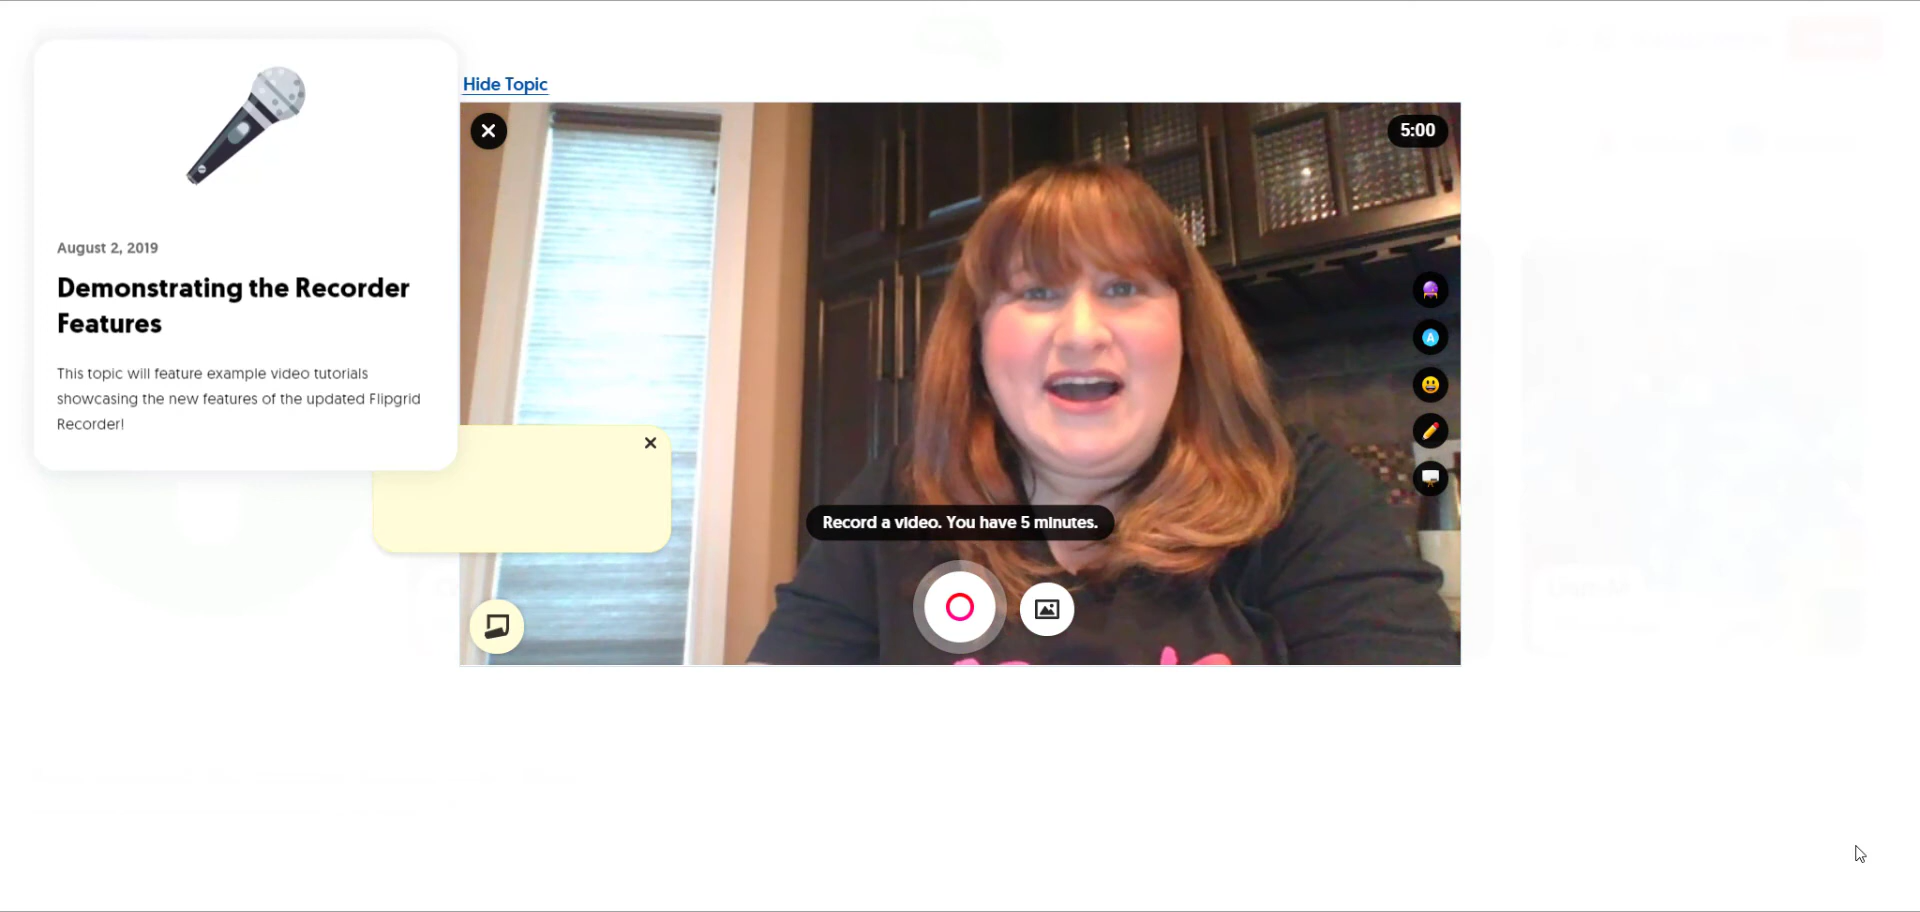 Hide Topic
5:00
August 2, 2019
Demonstrating the Recorder
Features
This topic will feature example video tutorials
showcasing the new features of the updated Flipgrid
Recorder!
A
Record a video. You have 5 minutes.